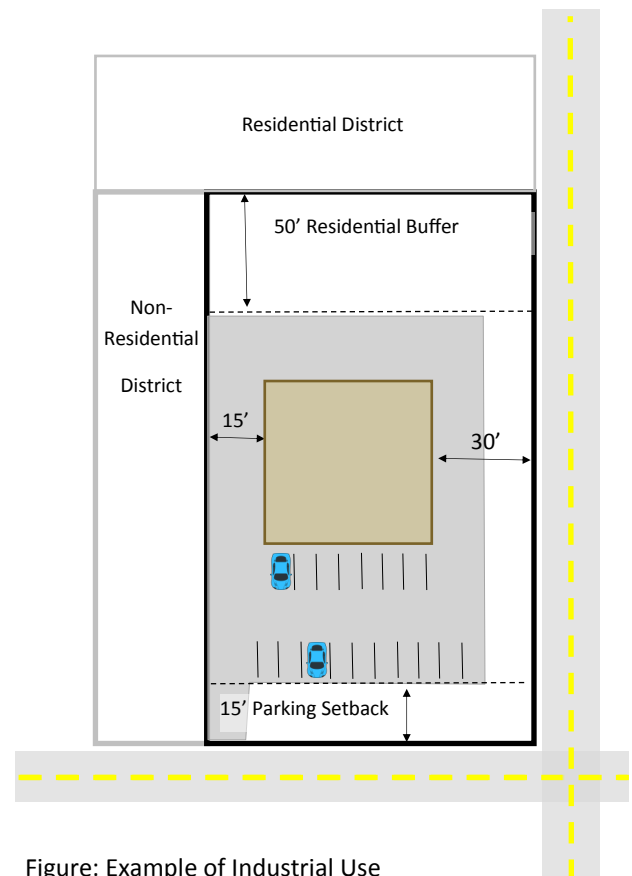 Residential District
50’ Residential Buffer
Non-
Residential
District
15’
30’
15’ Parking Setback
Figure: Example of Industrial Use